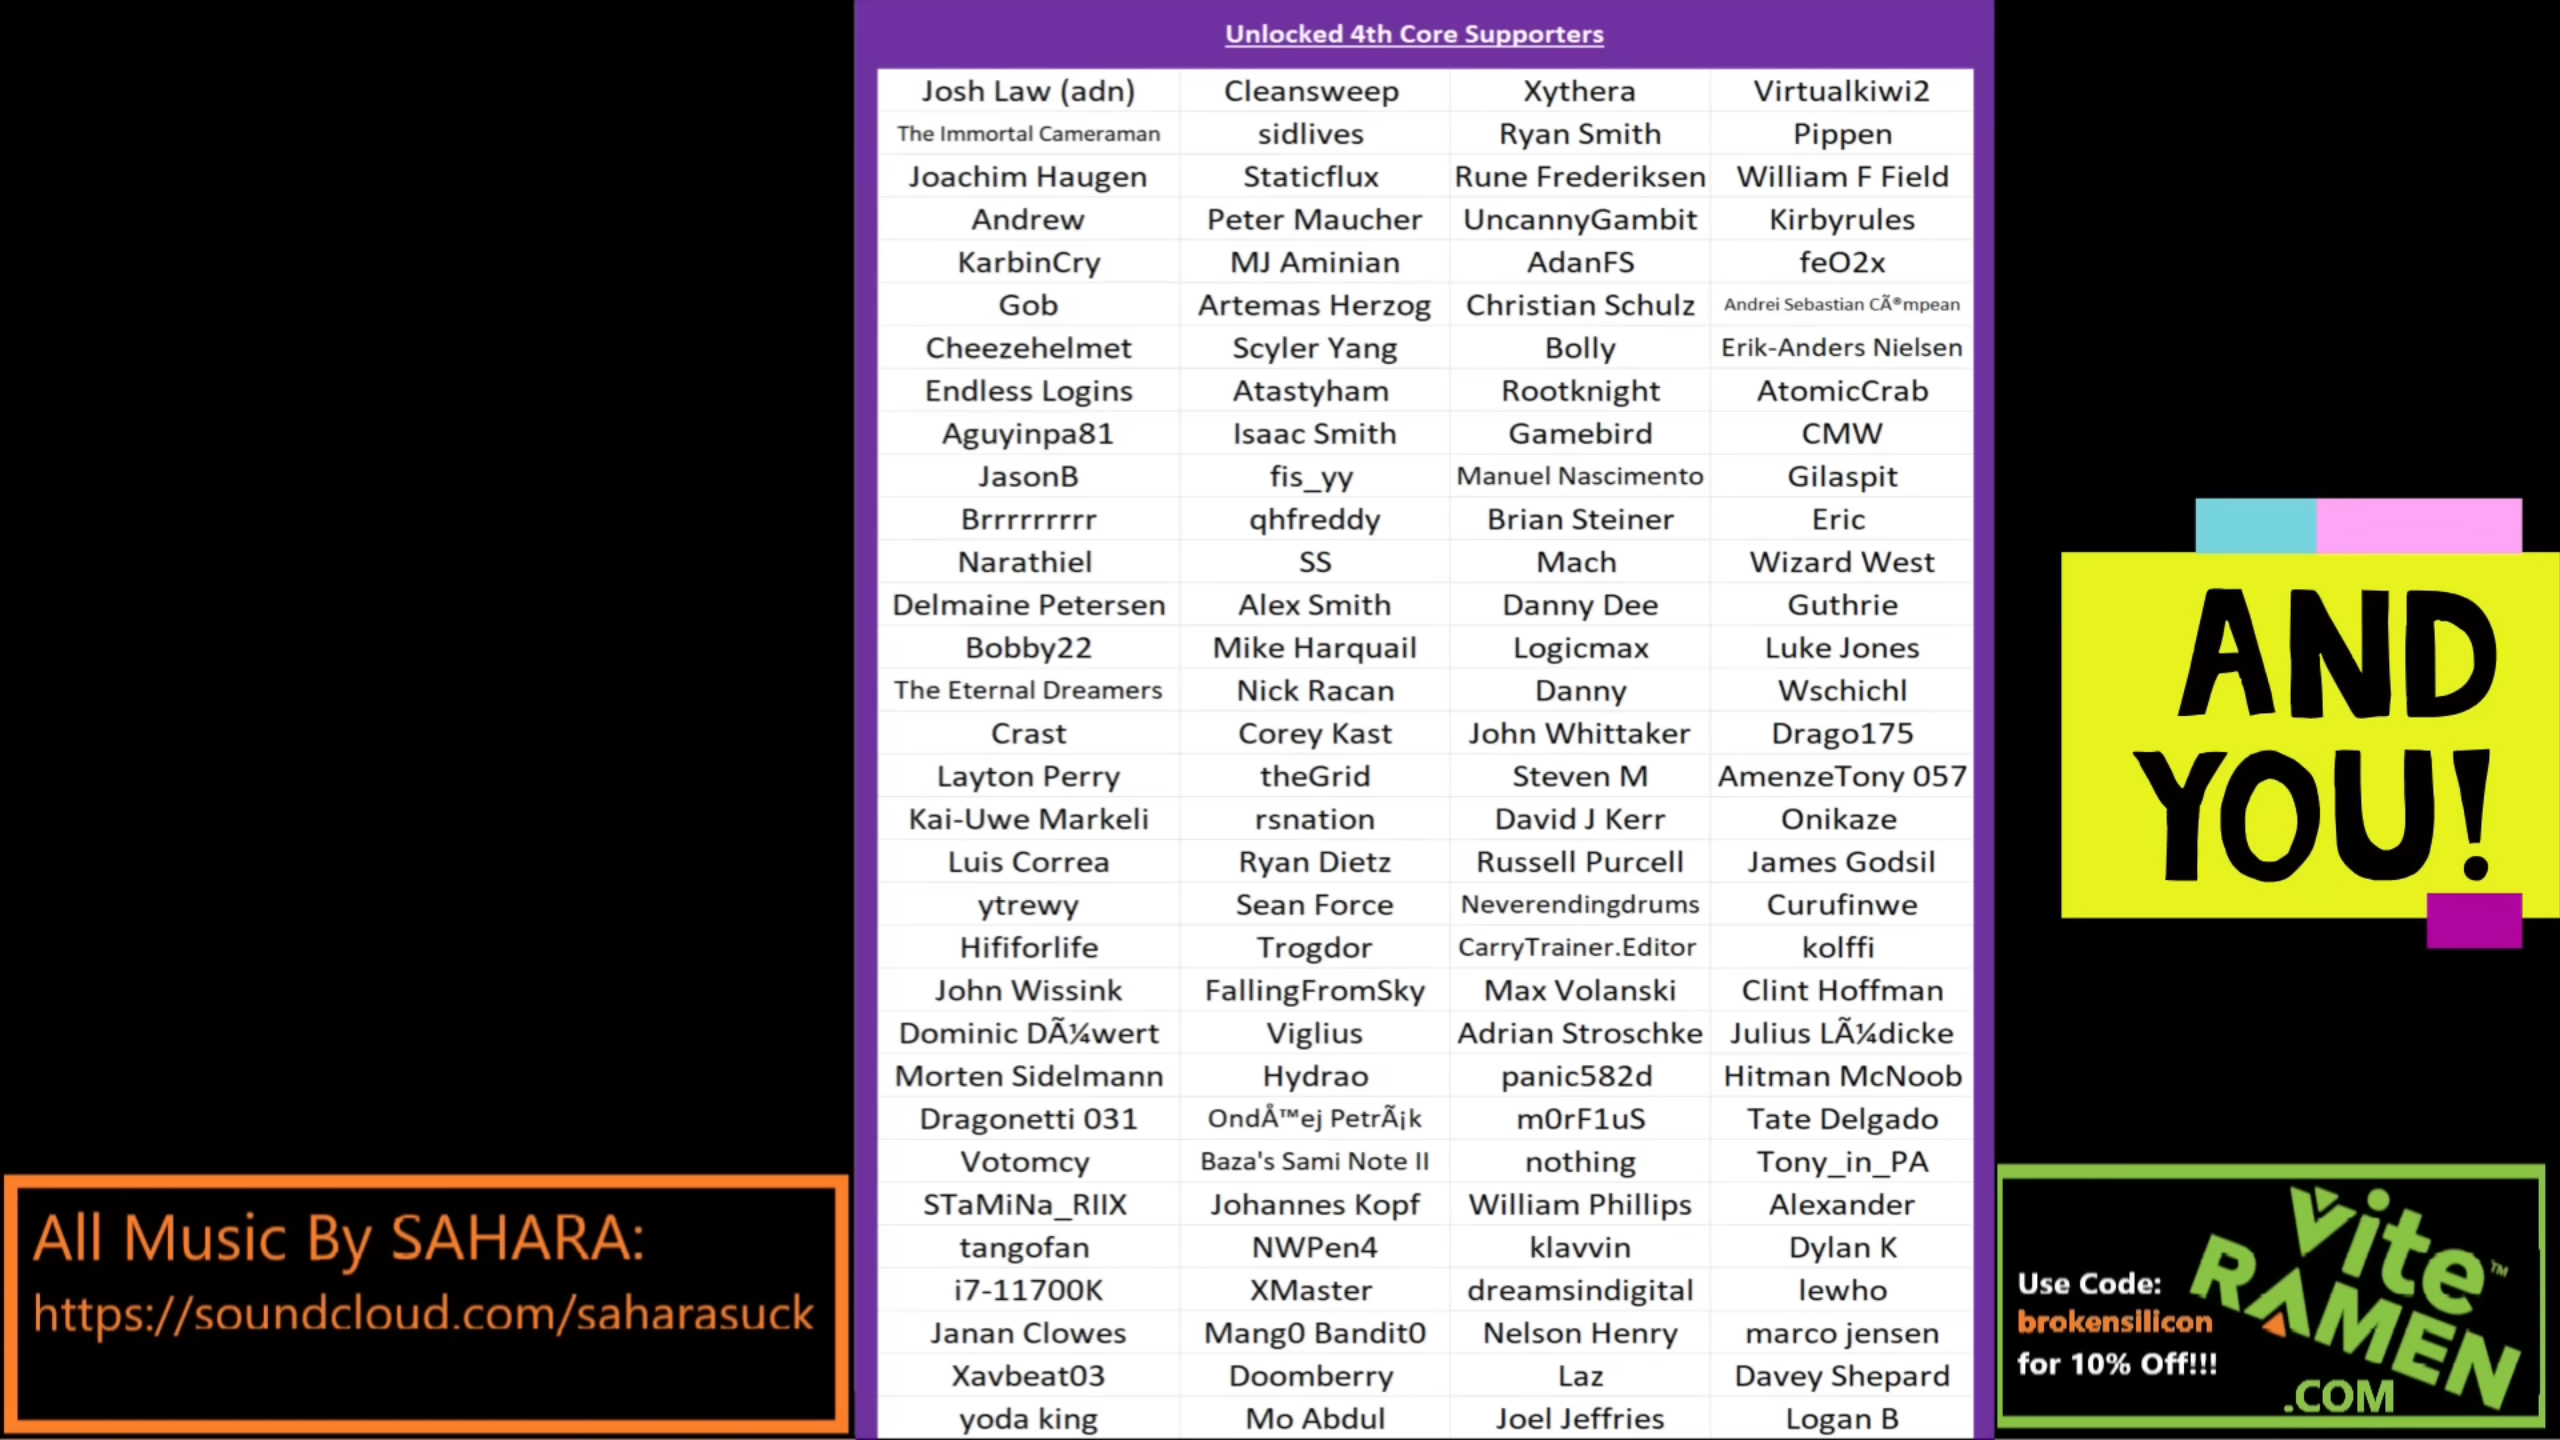 Unlocked 4th Core Supporters
Josh Law (adn) Cleansweep Xythera Virtualkiwi2
The Immortal Cameraman sidlives Ryan Smith Pippen
Joachim Haugen Staticflux Rune Frederiksen William F Field
Andrew Peter Maucher UncannyGambit Kirbyrules
KarbinCry MJ Aminian AdanFS feO2x
Gob Artemas Herzog Christian Schulz Andrei Sebastian CÃ®mpean
Cheezehelmet Scyler Yang Bolly Erik-Anders Nielsen
Endless Logins Atastyham Rootknight AtomicCrab
Aguyinpa81 Isaac Smith Gamebird CMW
JasonB fis_yy Manuel Nascimento Gilaspit
Brrrrrrrrr qhfreddy Brian Steiner Eric
Narathiel SS Mach Wizard West
Delmaine Petersen Alex Smith Danny Dee Guthrie
Bobby22 Mike Harquail Logicmax Luke Jones
The Eternal Dreamers Nick Racan Danny Wschichl
Crast Corey Kast John Whittaker Drago175
Layton Perry theGrid Steven M AmenzeTony 057
Kai-Uwe Markeli rsnation David J Kerr Onikaze
Luis Correa Ryan Dietz Russell Purcell James Godsil
ytrewy Sean Force Neverendingdrums Curufinwe
Hififorlife Trogdor CarryTrainer.Editor kolffi
John Wissink FallingFromSky Max Volanski Clint Hoffman
Dominic DÃ¼wert Viglius Adrian Stroschke Julius LÃ¼dicke
Morten Sidelmann Hydrao panic582d Hitman McNoob
Dragonetti 031 OndÅ™ej PetrÃ¡k m0rF1uS Tate Delgado
Votomcy Baza's Sami Note II nothing Tony_in_PA
STaMiNa_RIIX Johannes Kopf William Phillips Alexander
tangofan NWPen4 klavvin Dylan K
i7-11700K XMaster dreamsindigital lewho
Janan Clowes Mang0 Bandit0 Nelson Henry marco jensen
Xavbeat03 Doomberry Laz Davey Shepard
yoda king Mo Abdul Joel Jeffries Logan B
AND
YOU!
All Music By SAHARA:
https://soundcloud.com/saharasuck
Use Code:
brokensilicon
for 10% Off!!!
Vite™
RAMEN
.COM